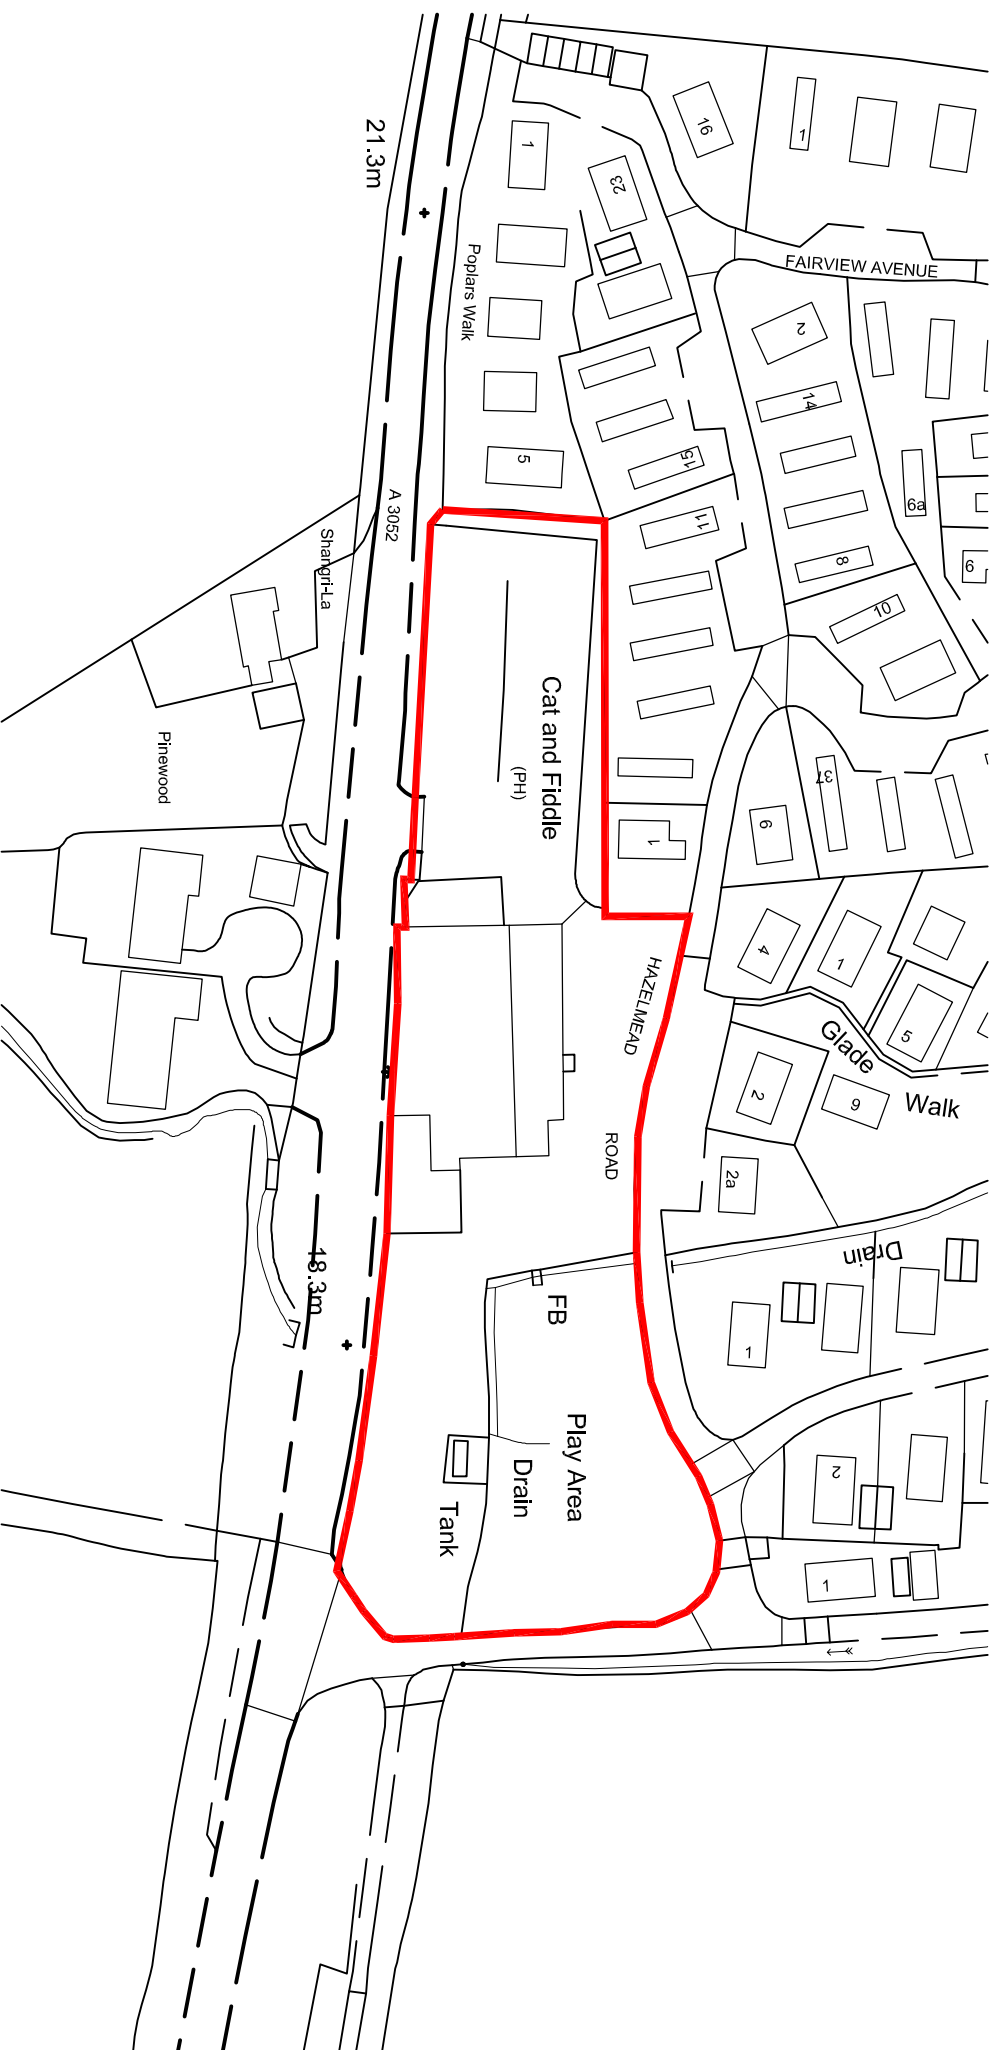 16
1
1
23
21.3m
FAIRVIEW AVENUE
Poplars Walk
2
14
5
15
A 3052
6a
11
Shangri-La
8
9
10
Cat and Fiddle
(PH)
Pinewood
37
6
1
4
1
HAZELMEAD
ROAD
Glade
Walk
5
2
6
2a
Drain
18.3m
FB
1
Play Area
2
Drain
Tank
1